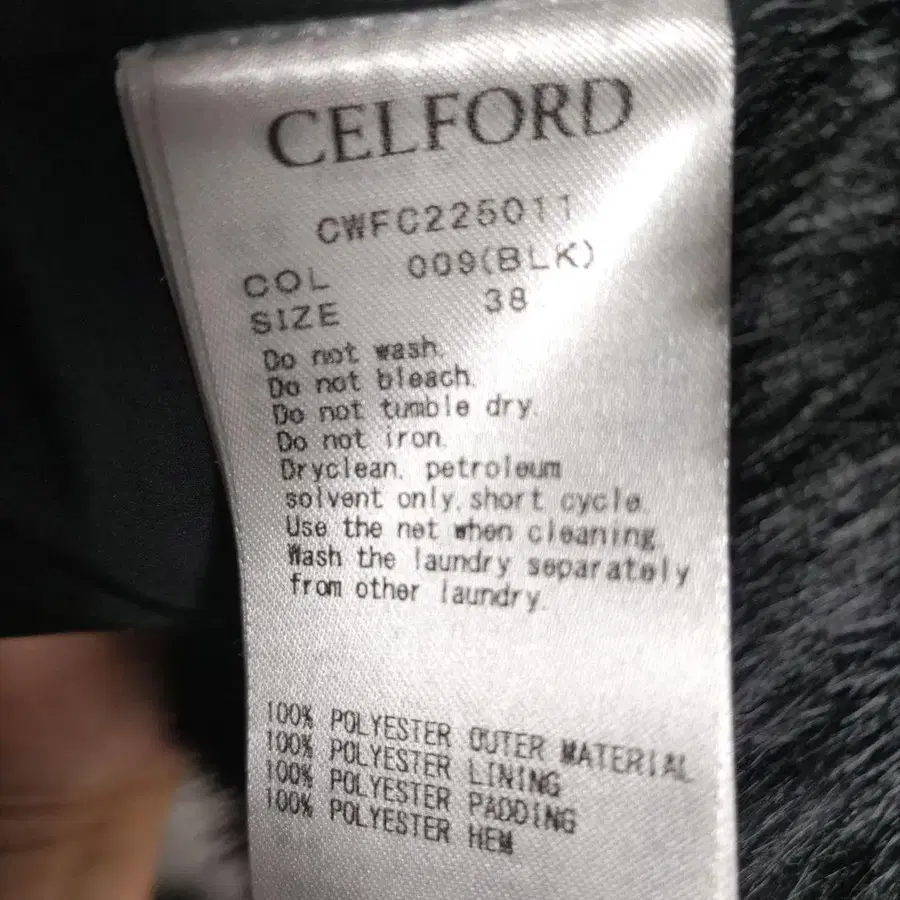 CELFORD
CWFC225011
COL 009(BLK)
SIZE 38
Do not wash.
Do not bleach.
Do not tumble dry.
Do not iron.
Dryclean. petroleum
solvent only.short cycle.
Use the net when cleaning.
Wash the laundry separately
from other laundry.
100% POLYESTER OUTER MATERIAL
100% POLYESTER LINING
100% POLYESTER PADDING
100% POLYESTER HEM